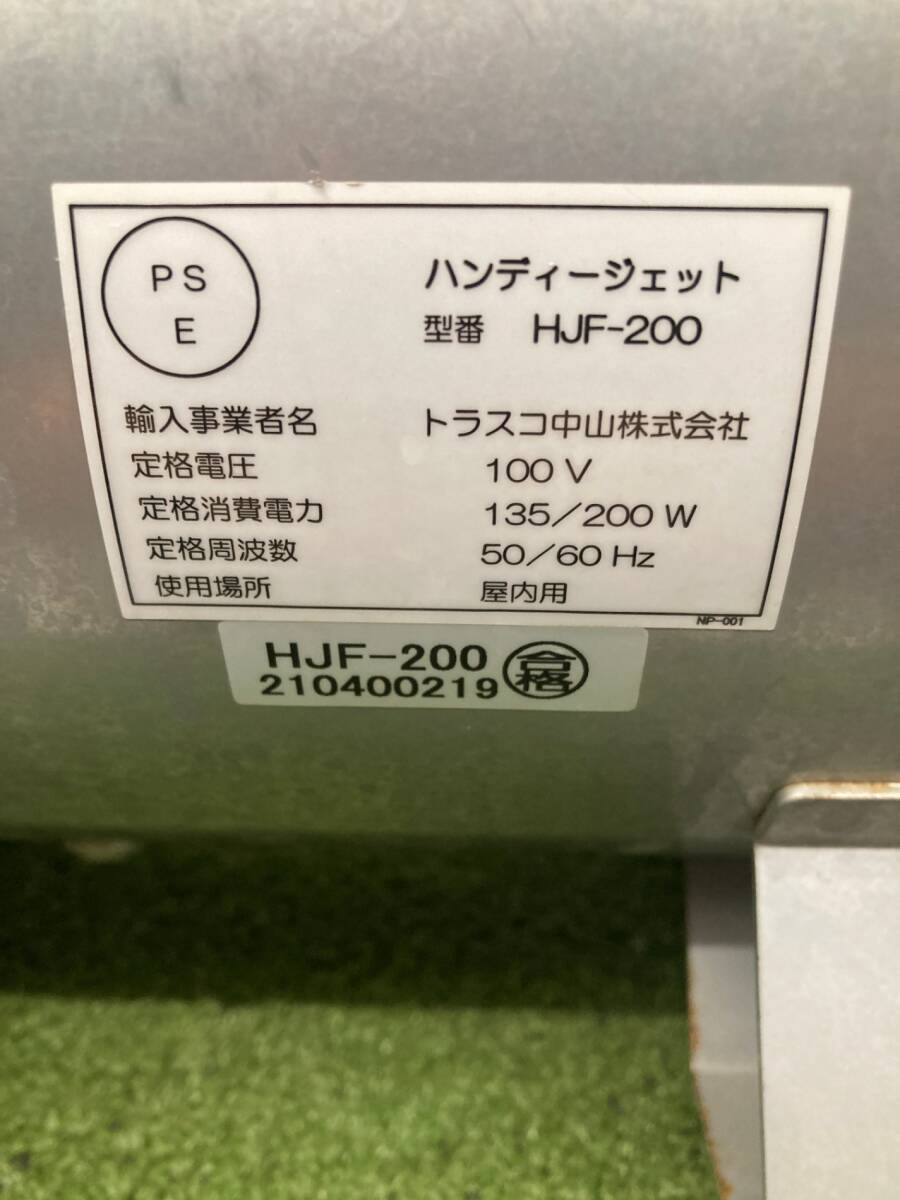 PS
E
ハンディージェット
型番 HJF-200
輸入事業者名 トラスコ中山株式会社
定格電圧 100 V
定格消費電力 135/200 W
定格周波数 50/60 Hz
使用場所 屋内用
NP-001
HJF-200
210400219
合格